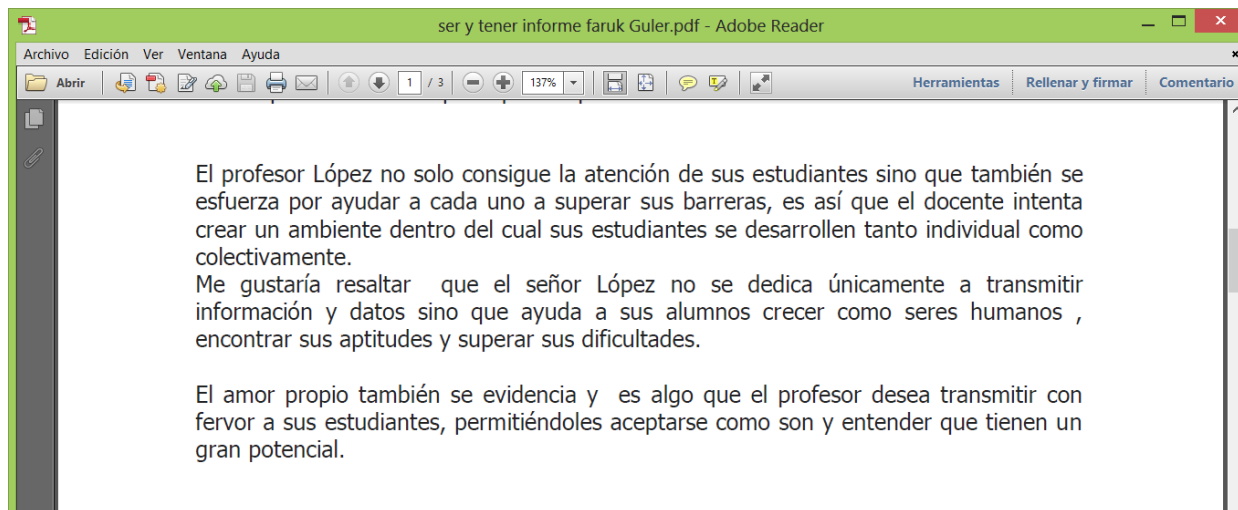 ser y tener informe faruk Guler.pdf - Adobe Reader
Archivo Edición Ver Ventana Ayuda
Abrir 1 / 3 137% Herramientas Rellenar y firmar Comentario
El profesor López no solo consigue la atención de sus estudiantes sino que también se
esfuerza por ayudar a cada uno a superar sus barreras, es así que el docente intenta
crear un ambiente dentro del cual sus estudiantes se desarrollen tanto individual como
colectivamente.
Me gustaría resaltar que el señor López no se dedica únicamente a transmitir
información y datos sino que ayuda a sus alumnos crecer como seres humanos ,
encontrar sus aptitudes y superar sus dificultades.
El amor propio también se evidencia y es algo que el profesor desea transmitir con
fervor a sus estudiantes, permitiéndoles aceptarse como son y entender que tienen un
gran potencial.